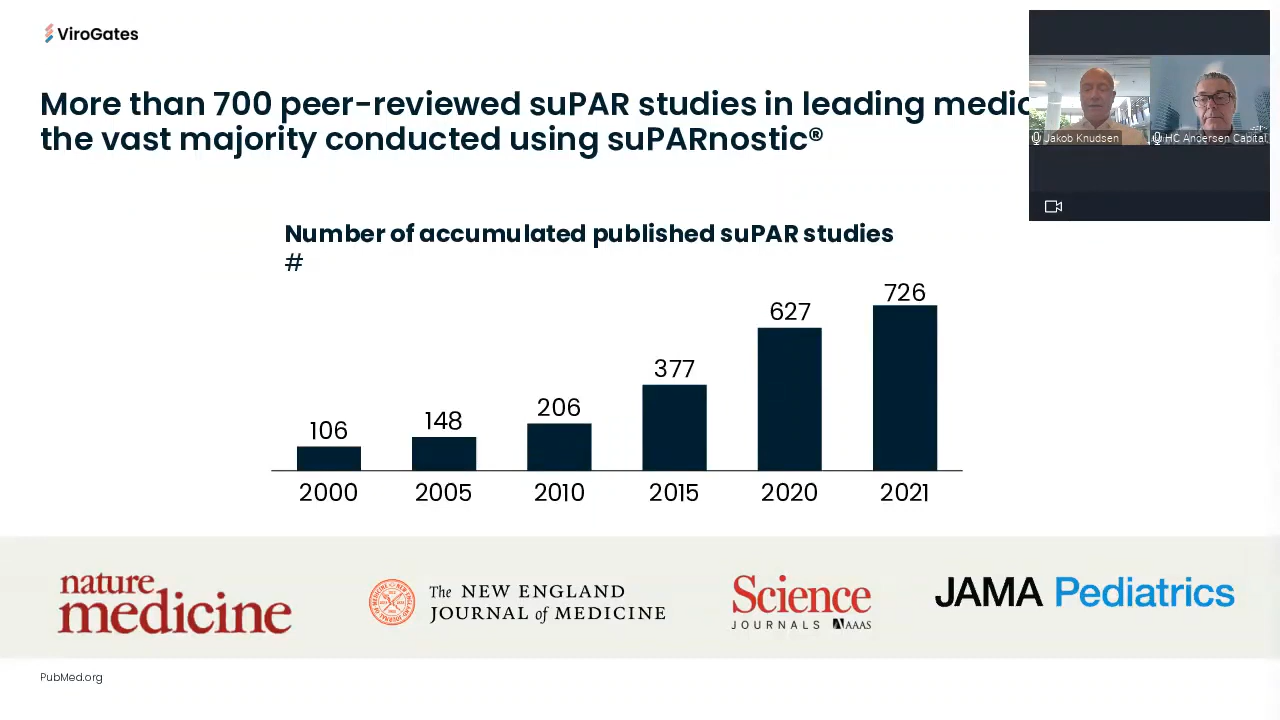 ViroGates
More than 700 peer-reviewed suPAR studies in leading
the vast majority conducted using suPARnostic®
Jakob Knudsen
HC Andersen Capital
Number of accumulated published suPAR studies
#
106
148
206
377
627
726
2000
2005
2010
2015
2020
2021
nature
medicine
The NEW ENGLAND
JOURNAL of MEDICINE
Science
JOURNALS AAAS
JAMA Pediatrics
PubMed.org